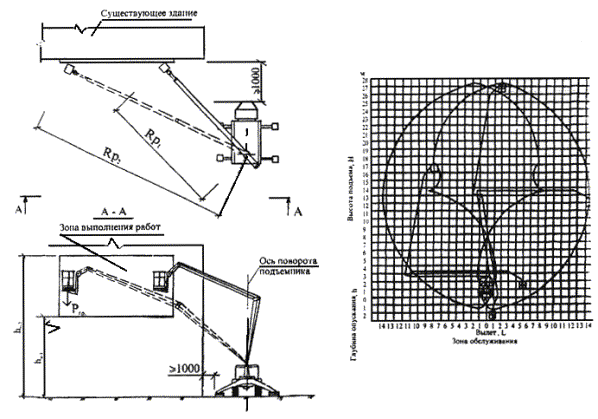 Существующее здание
≥1000
Rp₂
Rp₁
1
А
А
А - А
Зона выполнения работ
Ось поворота
подъемника
≥1000
Высота подъема, H
Глубина опускания, h
14 13 12 11 10 9 8 7 6 5 4 3 2 1 0 1 2 3 4 5 6 7 8 9 10 11 12 13 14
Вылет, L
Зона обслуживания